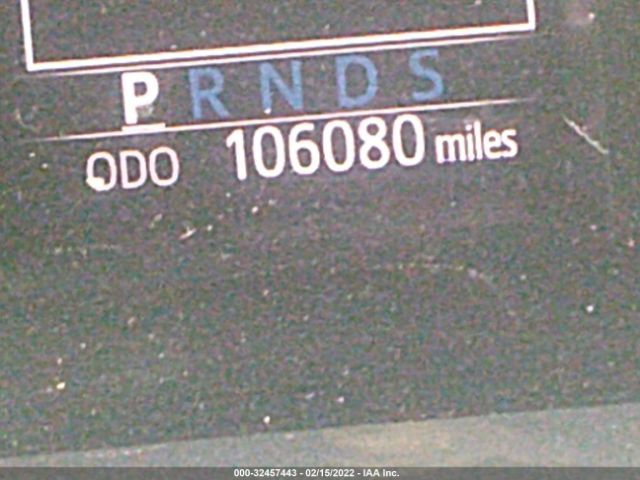 P R N D S
ODO 106080 miles
000-32457443 - 02/15/2022 - IAA Inc.